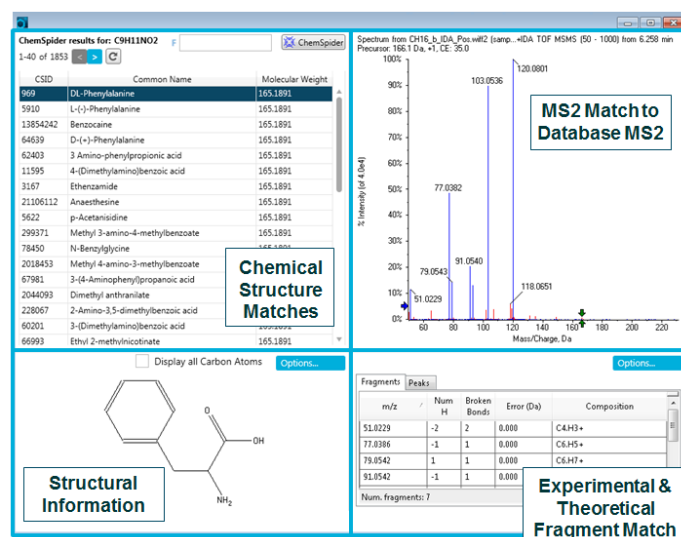 ChemSpider results for: C9H11NO2
F
ChemSpider
1-40 of 1853 < > C
CSID Common Name Molecular Weight
969 DL-Phenylalanine 165.1891
5910 L-(-)-Phenylalanine 165.1891
13854242 Benzocaine 165.1891
64639 D-(+)-Phenylalanine 165.1891
62403 3 Amino-phenylpropionic acid 165.1891
11595 4-(Dimethylamino)benzoic acid 165.1891
3167 Ethenzamide 165.1891
21106112 Anaesthesine 165.1891
5622 p-Acetanisidine 165.1891
299371 Methyl 3-amino-4-methylbenzoate 165.1891
78450 N-Benzylglycine
2018453 Methyl 4-amino-3-methylbenzoate
67981 3-(4-Aminophenyl)propanoic acid
2044093 Dimethyl anthranilate
228067 2-Amino-3,5-dimethylbenzoic acid
60201 3-(Dimethylamino)benzoic acid
66993 Ethyl 2-methylnicotinate 165.1891
Chemical
Structure
Matches
Spectrum from CH16_b_IDA_Pos.wiff2 (samp...+IDA TOF MSMS (50 - 1000) from 6.258 min
Precursor: 166.1 Da, +1, CE: 35.0
% Intensity (of 4.0e4)
100%
90%
80%
70%
60%
50%
40%
30%
20%
10%
0%
120.0801
103.0536
77.0382
91.0540
79.0543
118.0651
51.0229
60 80 100 120 140 160 180 200 220
Mass/Charge, Da
MS2 Match to
Database MS2
Display all Carbon Atoms Options...
O
OH
NH2
Structural
Information
Options...
Fragments Peaks
m/z Num H Broken Bonds Error (Da) Composition
51.0229 -2 2 0.000 C4.H3+
77.0386 -1 1 0.000 C6.H5+
79.0542 1 1 0.000 C6.H7+
91.0542 -1 1 0.000
Num. fragments: 7
Experimental &
Theoretical
Fragment Match